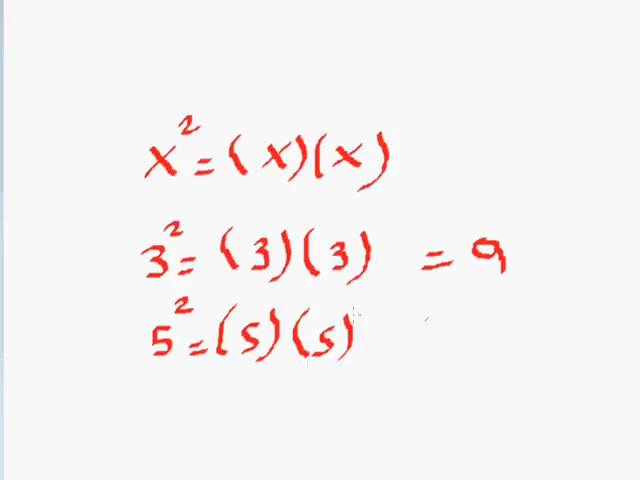 x² = (x)(x)
3² = (3)(3) = 9
5² = (5)(5)